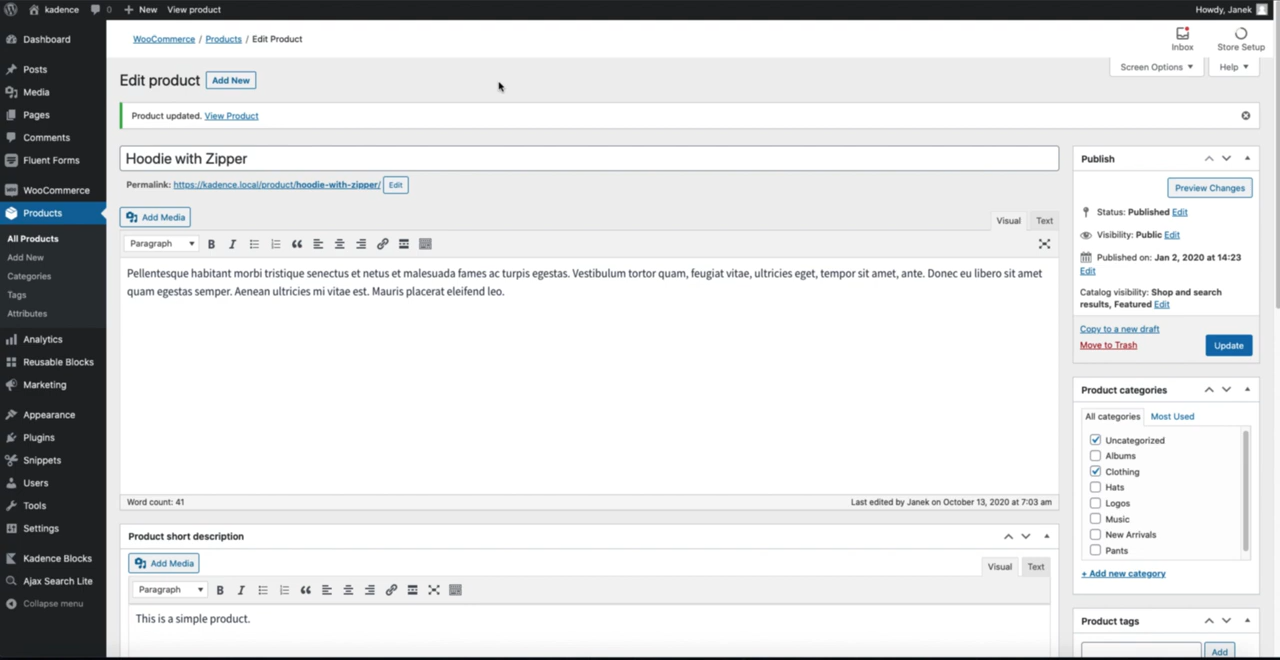 kadence 0 + New View product Howdy, Janek
Dashboard
Posts
Media
Pages
Comments
Fluent Forms
WooCommerce
Products
All Products
Add New
Categories
Tags
Attributes
Analytics
Reusable Blocks
Marketing
Appearance
Plugins
Snippets
Users
Tools
Settings
Kadence Blocks
Ajax Search Lite
Collapse menu
WooCommerce / Products / Edit Product
Inbox
Store Setup
Screen Options ▼ Help ▼
Edit product Add New
Product updated. View Product
Hoodie with Zipper
Permalink: https://kadence.local/product/hoodie-with-zipper/ Edit
Add Media
Visual Text
Paragraph
Pellentesque habitant morbi tristique senectus et netus et malesuada fames ac turpis egestas. Vestibulum tortor quam, feugiat vitae, ultricies eget, tempor sit amet, ante. Donec eu libero sit amet
quam egestas semper. Aenean ultricies mi vitae est. Mauris placerat eleifend leo.
Word count: 41 Last edited by Janek on October 13, 2020 at 7:03 am
Product short description
Add Media
Visual Text
Paragraph
This is a simple product.
Publish
Preview Changes
Status: Published Edit
Visibility: Public Edit
Published on: Jan 2, 2020 at 14:23
Edit
Catalog visibility: Shop and search
results, Featured Edit
Copy to a new draft
Move to Trash
Update
Product categories
All categories Most Used
Uncategorized
Albums
Clothing
Hats
Logos
Music
New Arrivals
Pants
+ Add new category
Product tags
Add